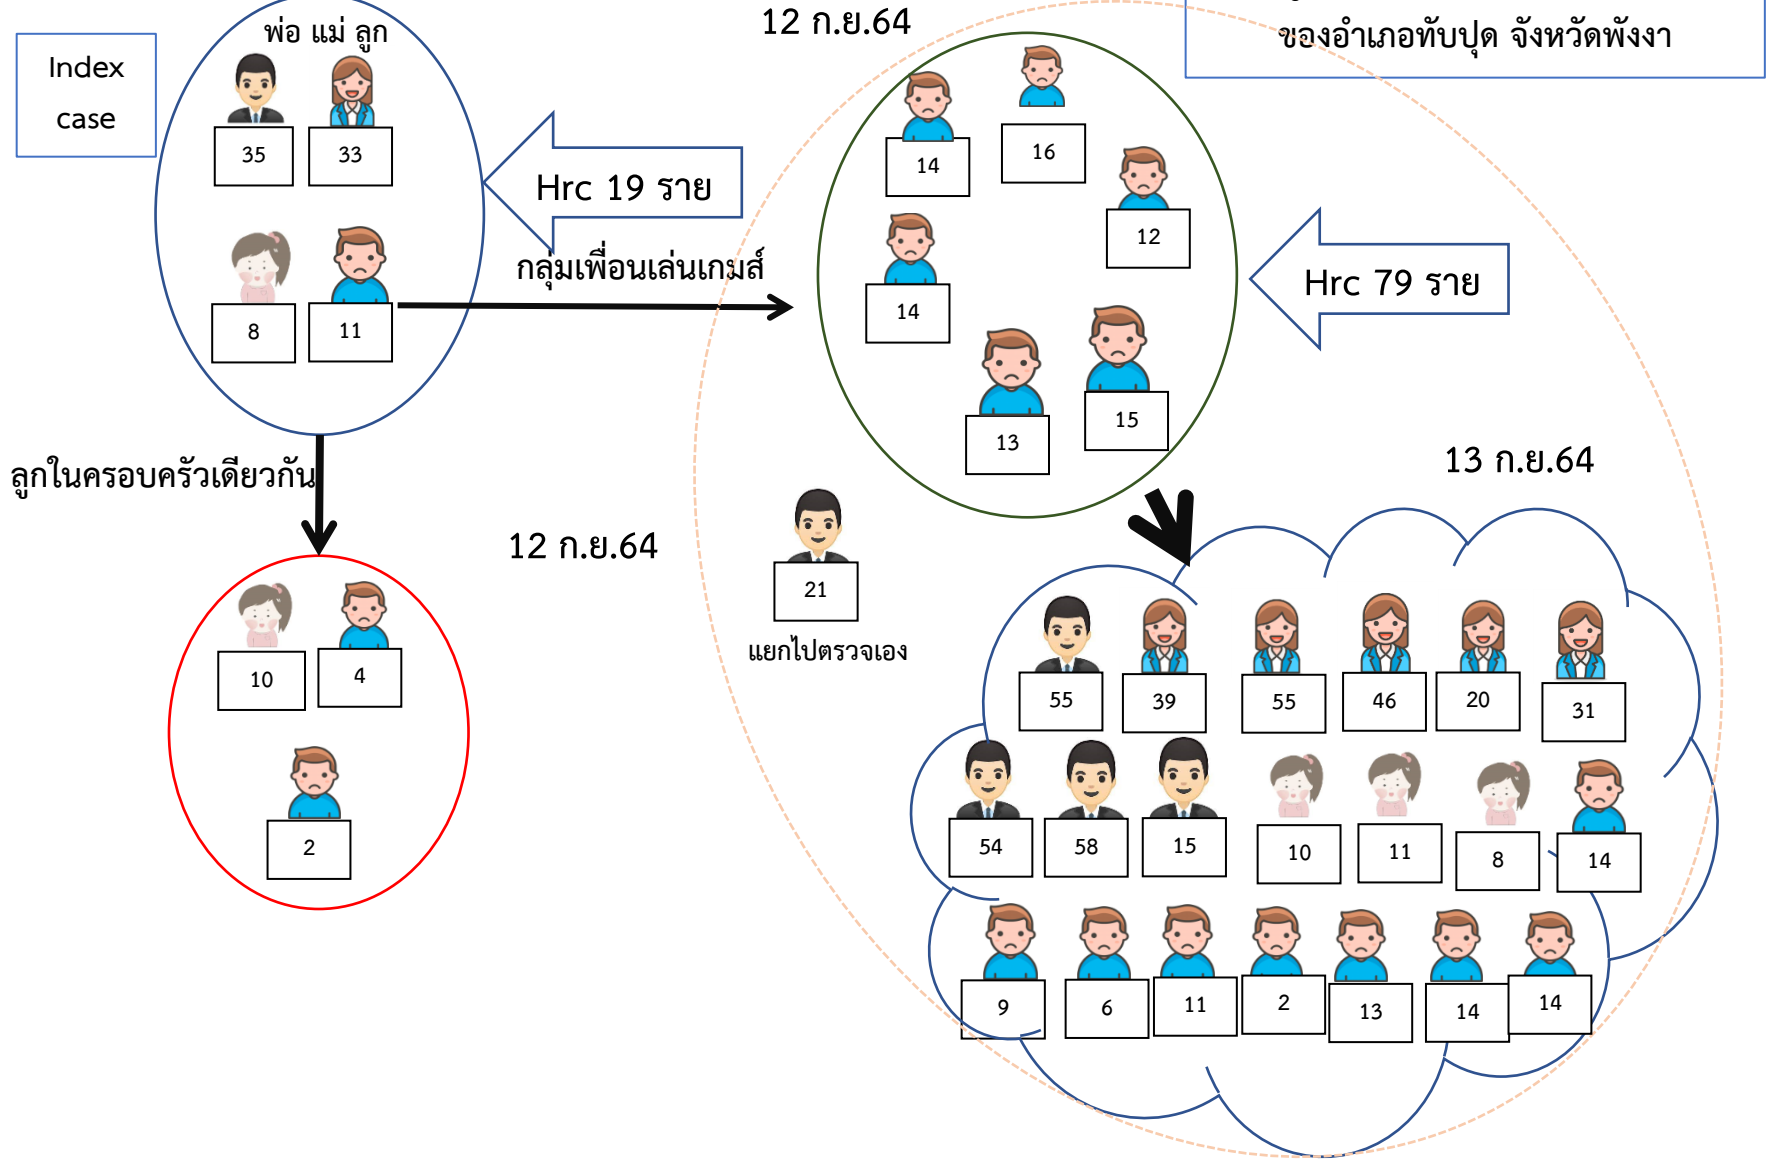 12 ก.ย.64
ของอำเภอทับปุด จังหวัดพังงา
Index
case
พ่อ แม่ ลูก
35
33
8
11
Hrc 19 ราย
กลุ่มเพื่อนเล่นเกมส์
14
16
12
14
13
15
Hrc 79 ราย
ลูกในครอบครัวเดียวกัน
12 ก.ย.64
10
4
2
21
แยกไปตรวจเอง
13 ก.ย.64
55
39
55
46
20
31
54
58
15
10
11
8
14
9
6
11
2
13
14
14